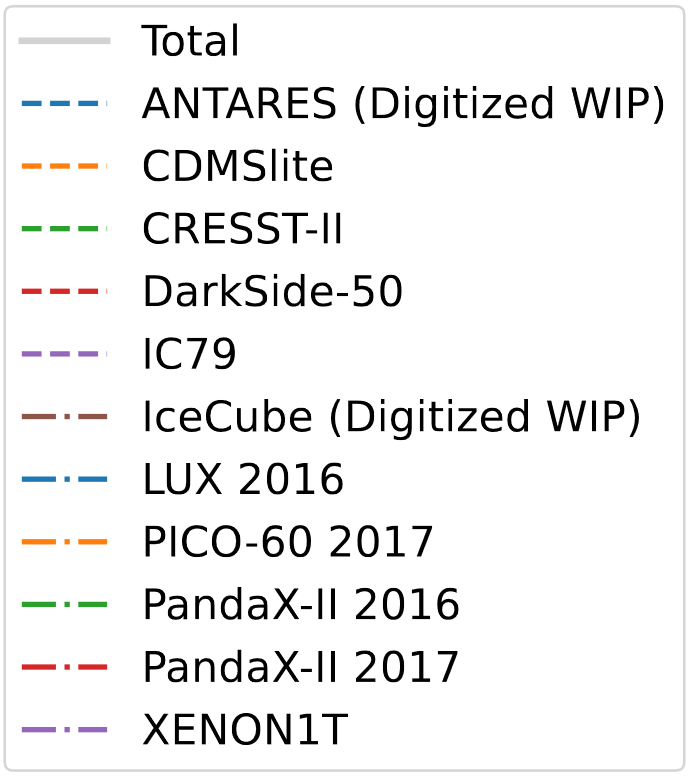 Total
ANTARES (Digitized WIP)
CDMSlite
CRESST-II
DarkSide-50
IC79
IceCube (Digitized WIP)
LUX 2016
PICO-60 2017
PandaX-II 2016
PandaX-II 2017
XENON1T